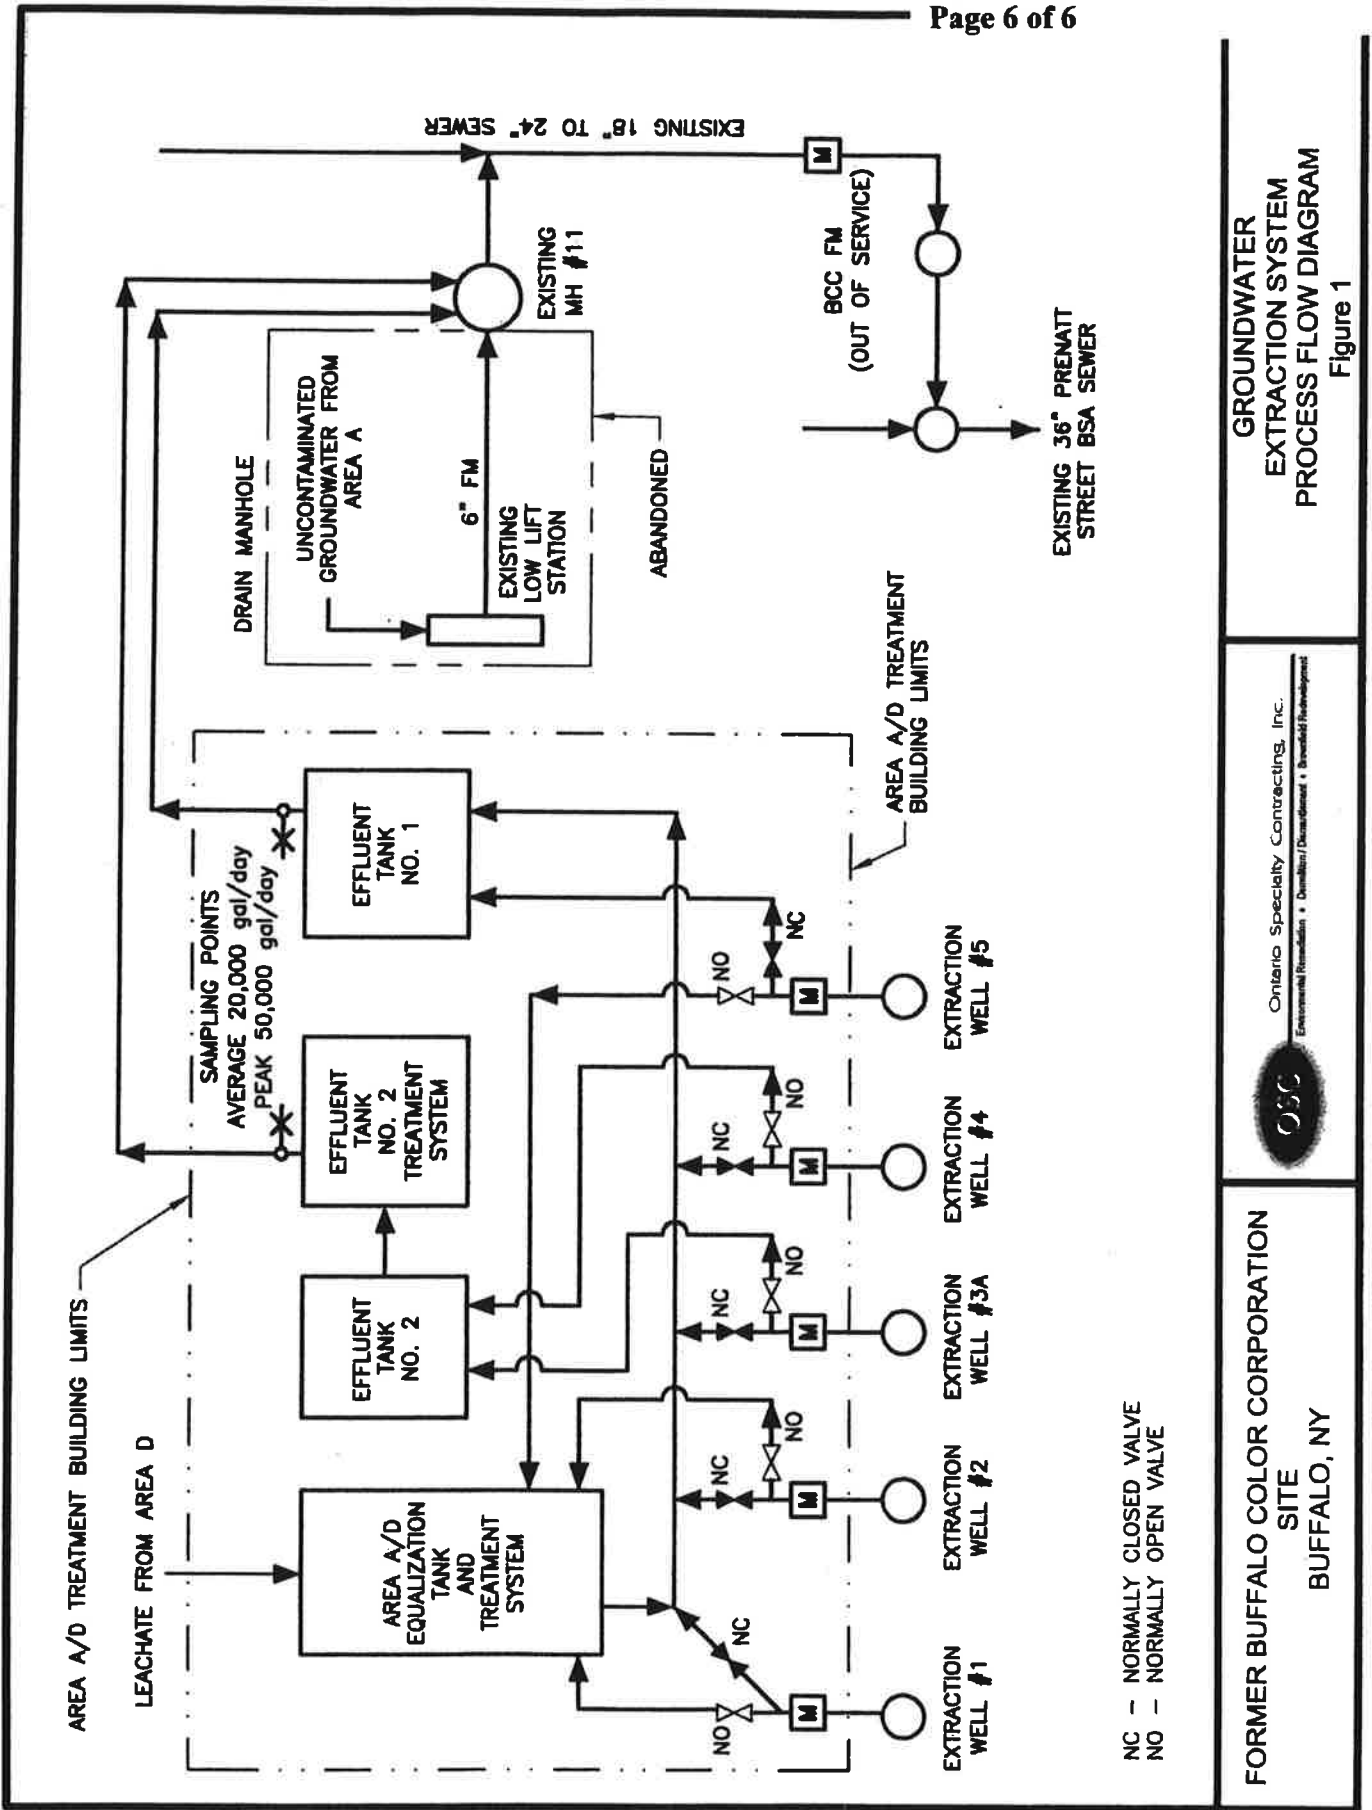 Page 6 of 6
AREA A/D TREATMENT BUILDING LIMITS
LEACHATE FROM AREA D
SAMPLING POINTS
AVERAGE 20,000 gal/day
PEAK 50,000 gal/day
AREA A/D
EQUALIZATION
TANK
AND
TREATMENT
SYSTEM
EFFLUENT
TANK
NO. 2
EFFLUENT
TANK
NO. 2
TREATMENT
SYSTEM
EFFLUENT
TANK
NO. 1
DRAIN MANHOLE
UNCONTAMINATED
GROUNDWATER FROM
AREA A
6" FM
EXISTING
LOW LIFT
STATION
ABANDONED
EXISTING
MH #11
EXISTING 18" TO 24" SEWER
M
BCC FM
(OUT OF SERVICE)
EXISTING 36" PRENATT
STREET BSA SEWER
AREA A/D TREATMENT
BUILDING LIMITS
NO
NC
M
NC
NO
M
NC
NO
M
NC
NO
M
NO
NC
M
EXTRACTION
WELL #1
EXTRACTION
WELL #2
EXTRACTION
WELL #3A
EXTRACTION
WELL #4
EXTRACTION
WELL #5
NC - NORMALLY CLOSED VALVE
NO - NORMALLY OPEN VALVE
FORMER BUFFALO COLOR CORPORATION
SITE
BUFFALO, NY
OSC
Ontario Specialty Contracting, Inc.
Environmental Remediation • Demolition / Dismantlement • Brownfield Redevelopment
GROUNDWATER
EXTRACTION SYSTEM
PROCESS FLOW DIAGRAM
Figure 1